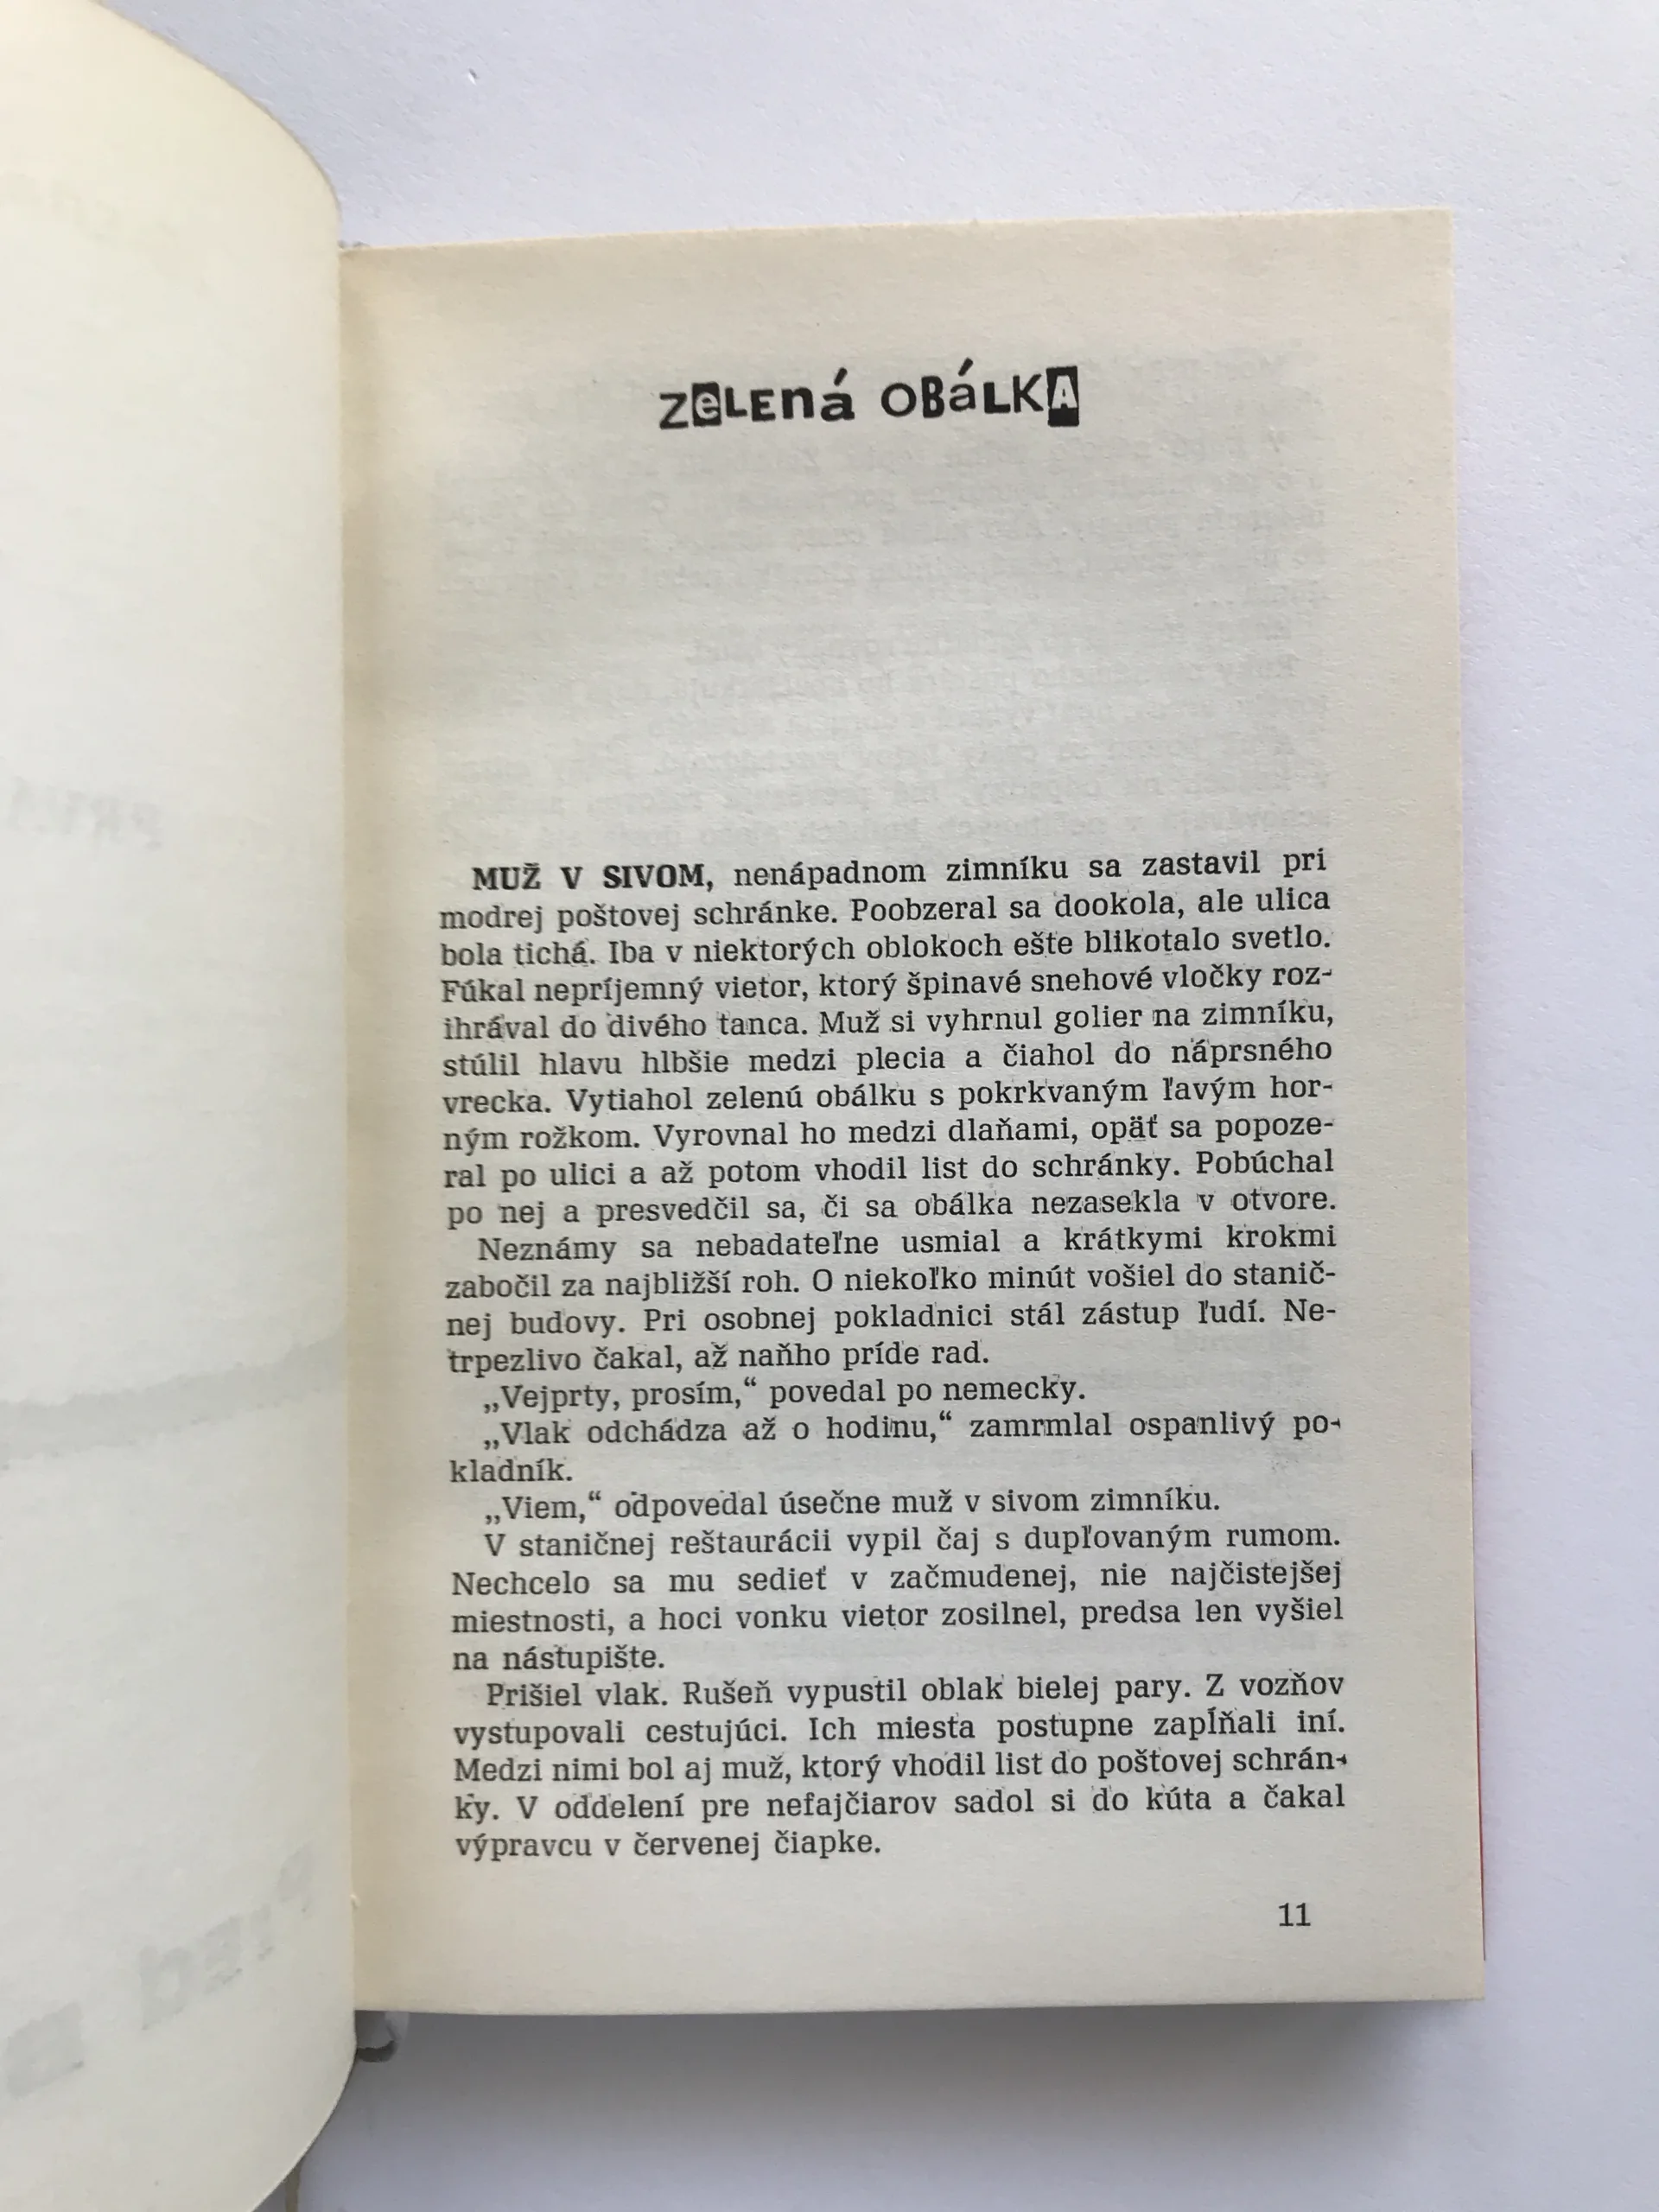 ZeLEná OBáLKA
MUŽ V SIVOM, nenápadnom zimníku sa zastavil pri
modrej poštovej schránke. Poobzeral sa dookola, ale ulica
bola tichá. Iba v niektorých oblokoch ešte blikotalo svetlo.
Fúkal nepríjemný vietor, ktorý špinavé snehové vločky roz-
ihrával do divého tanca. Muž si vyhrnul golier na zimníku,
stúlil hlavu hlbšie medzi plecia a čiahol do náprsného
vrecka. Vytiahol zelenú obálku s pokrkvaným ľavým hor-
ným rožkom. Vyrovnal ho medzi dlaňami, opäť sa popoze-
ral po ulici a až potom vhodil list do schránky. Pobúchal
po nej a presvedčil sa, či sa obálka nezasekla v otvore.
Neznámy sa nebadateľne usmial a krátkymi krokmi
zabočil za najbližší roh. O niekoľko minút vošiel do stanič-
nej budovy. Pri osobnej pokladnici stál zástup ľudí. Ne-
trpezlivo čakal, až naňho príde rad.
„Vejprty, prosím,“ povedal po nemecky.
„Vlak odchádza až o hodinu,“ zamrmlal ospanlivý po-
kladník.
„Viem,“ odpovedal úsečne muž v sivom zimníku.
V staničnej reštaurácii vypil čaj s dupľovaným rumom.
Nechcelo sa mu sedieť v začmudenej, nie najčistejšej
miestnosti, a hoci vonku vietor zosilnel, predsa len vyšiel
na nástupište.
Prišiel vlak. Rušeň vypustil oblak bielej pary. Z vozňov
vystupovali cestujúci. Ich miesta postupne zapĺňali iní.
Medzi nimi bol aj muž, ktorý vhodil list do poštovej schrán-
ky. V oddelení pre nefajčiarov sadol si do kúta a čakal
výpravcu v červenej čiapke.
11